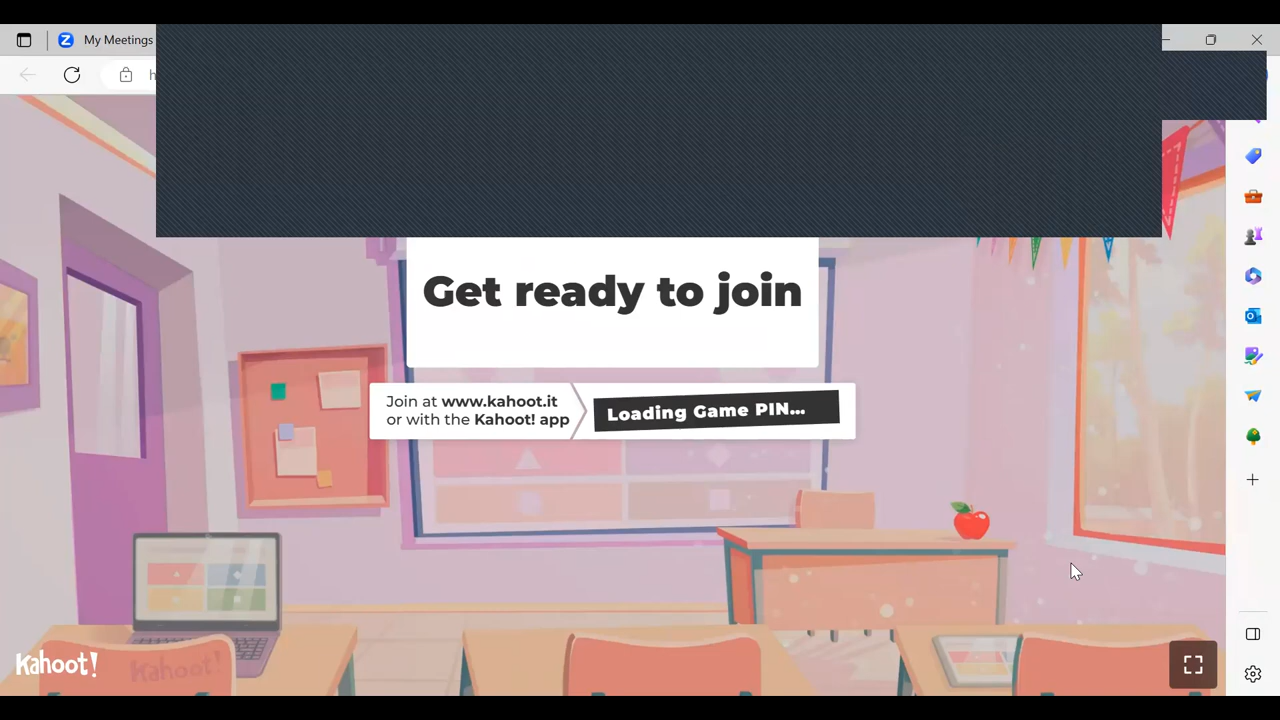 My Meetings
Get ready to join
Join at www.kahoot.it
or with the Kahoot! app
Loading Game PIN...
Kahoot!
Kahoot!